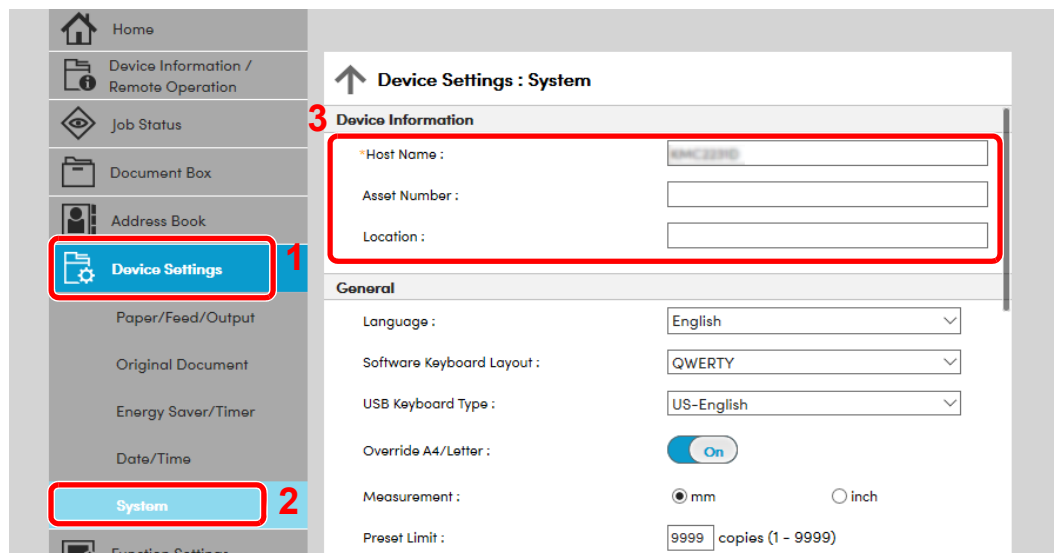 Home
Device Information /
Remote Operation
Job Status
Document Box
Address Book
1
Device Settings
Paper/Feed/Output
Original Document
Energy Saver/Timer
Date/Time
2
System
Device Settings : System
3
Device Information
*Host Name :
Asset Number :
Location :
General
Language : English
Software Keyboard Layout : QWERTY
USB Keyboard Type : US-English
Override A4/Letter : On
Measurement : mm inch
Preset Limit : 9999 copies (1 - 9999)